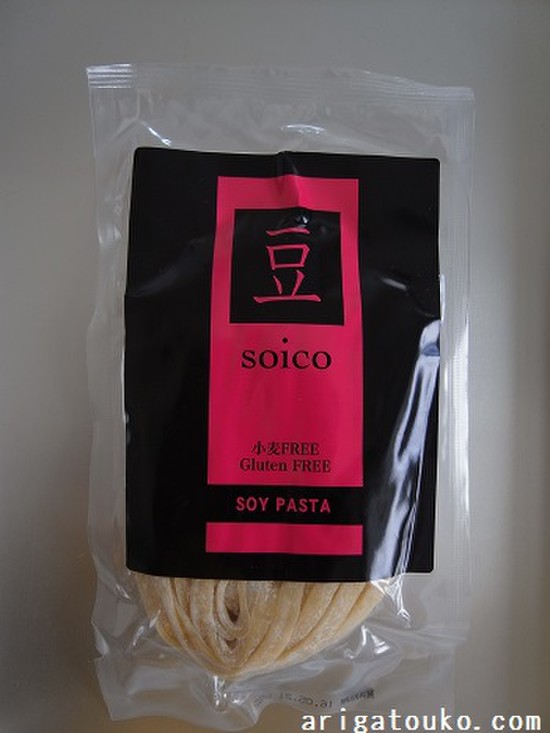 豆
soico
小麦FREE
Gluten FREE
SOY PASTA
arigatouko.com